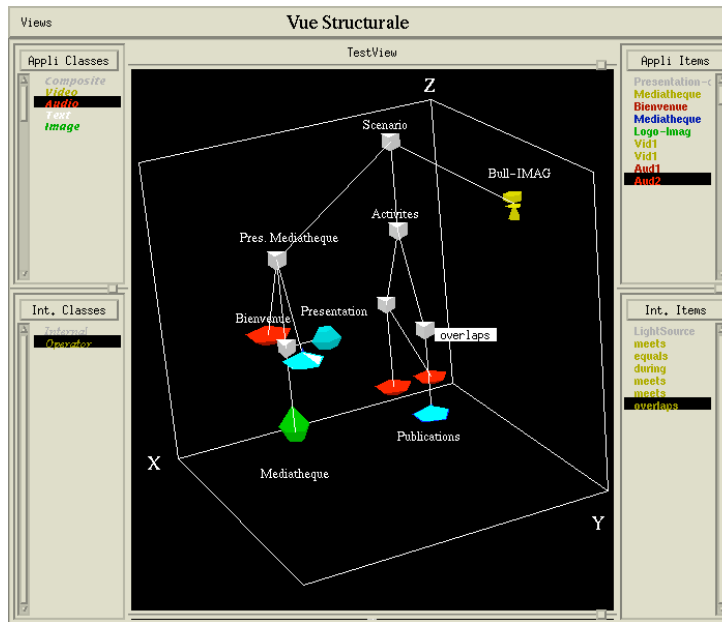 Views
Vue Structurale
TestView
Appli Classes
Composite
Video
Audio
Text
Image
Appli Items
Presentation-c
Mediatheque
Bienvenue
Mediatheque
Logo-Imag
Vid1
Vid1
Aud1
Aud2
Z
Scenario
Bull-IMAG
Activites
Pres. Mediatheque
Bienvenue
Presentation
overlaps
Publications
Mediatheque
X
Y
Int. Classes
Internal
Operator
Int. Items
LightSource
meets
equals
during
meets
meets
overlaps